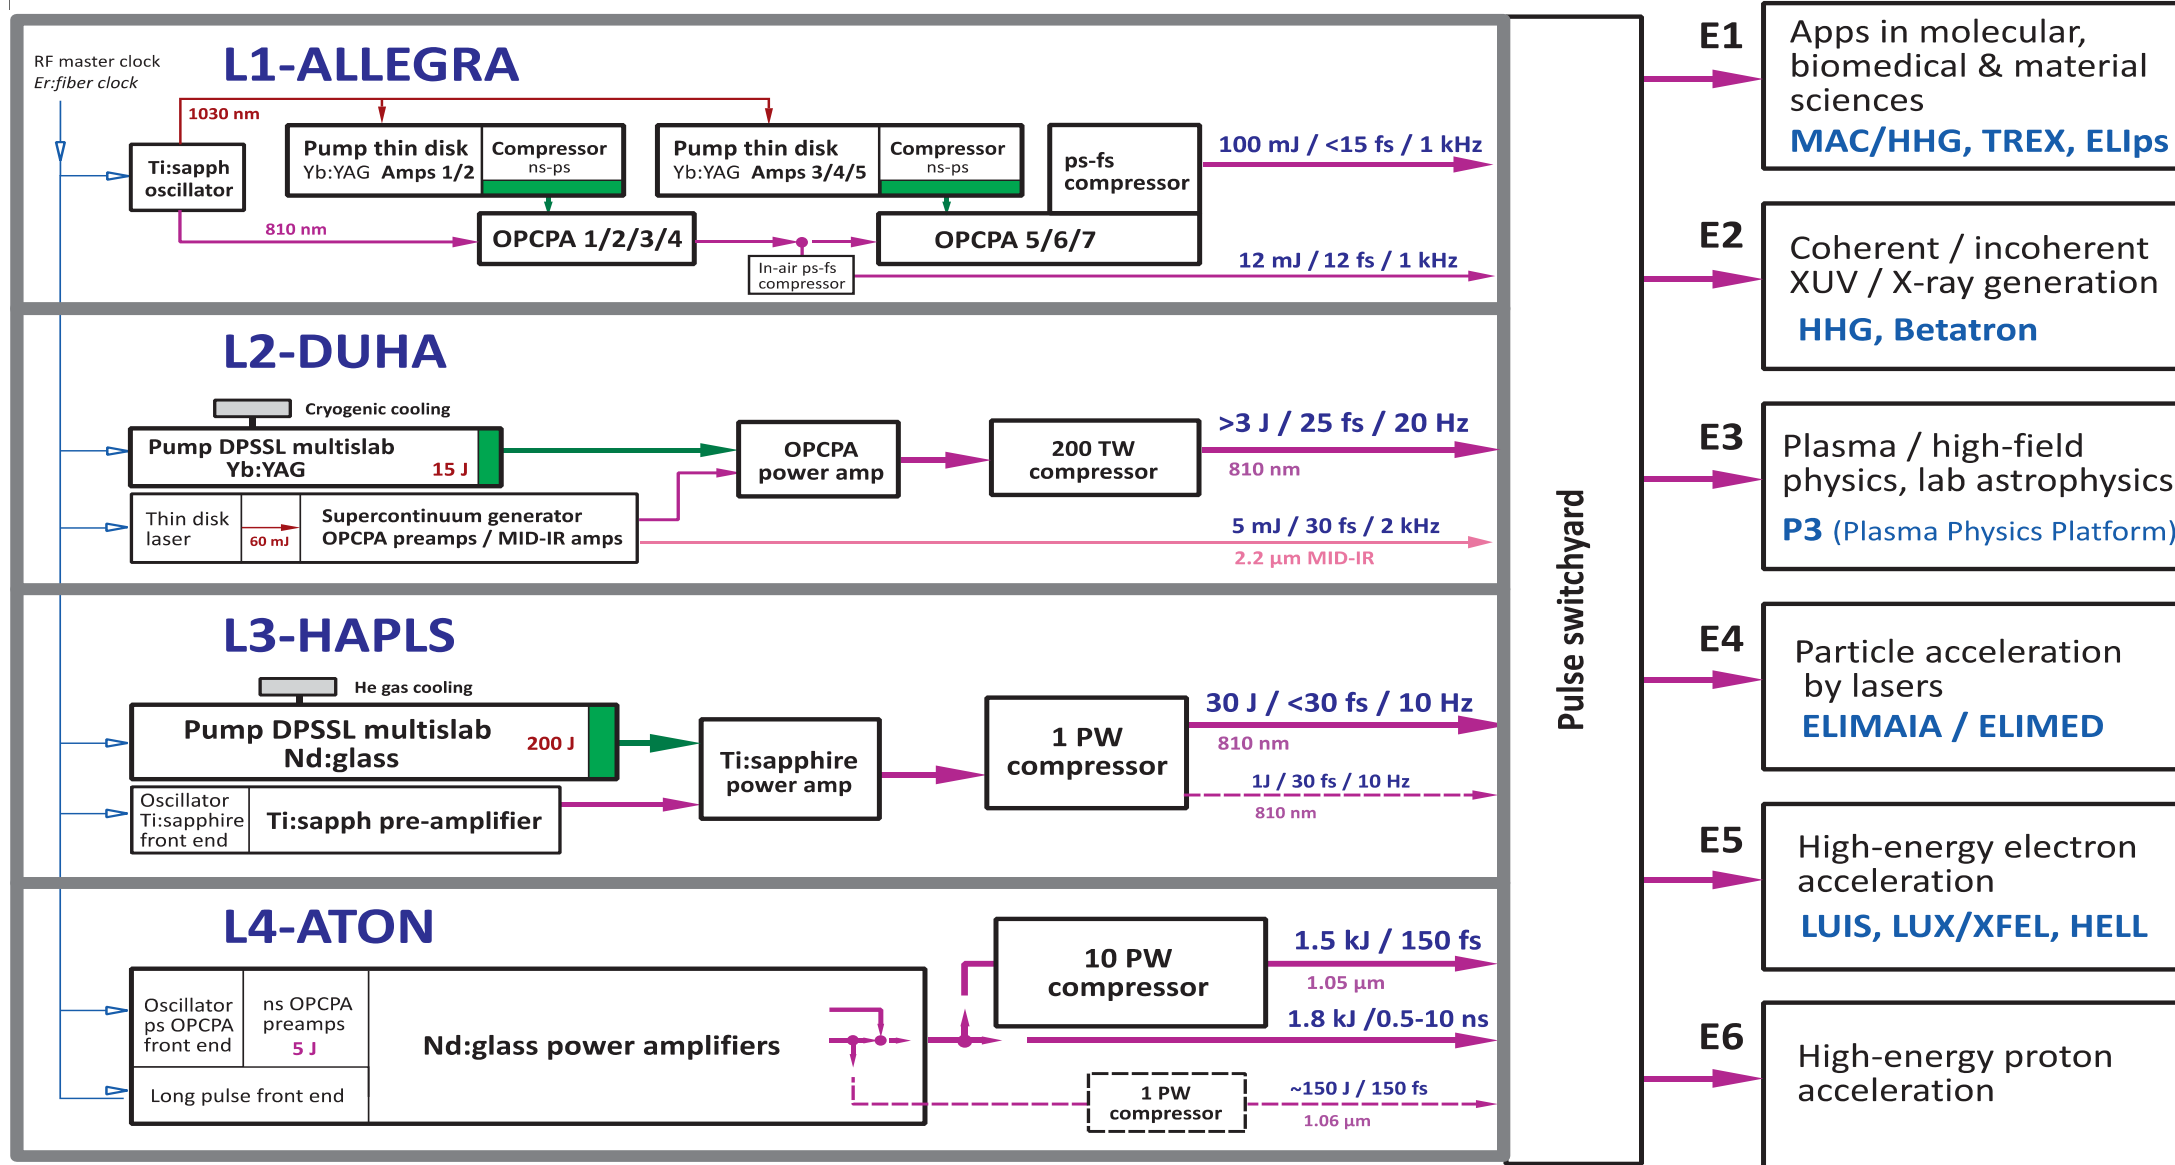 RF master clock
Er:fiber clock
L1-ALLEGRA
1030 nm
Ti:sapph
oscillator
Pump thin disk
Yb:YAG Amps 1/2
Compressor
ns-ps
Pump thin disk
Yb:YAG Amps 3/4/5
Compressor
ns-ps
ps-fs
compressor
100 mJ / <15 fs / 1 kHz
810 nm
OPCPA 1/2/3/4
OPCPA 5/6/7
In-air ps-fs
compressor
12 mJ / 12 fs / 1 kHz
L2-DUHA
Cryogenic cooling
Pump DPSSL multislab
Yb:YAG
15 J
OPCPA
power amp
200 TW
compressor
>3 J / 25 fs / 20 Hz
810 nm
Thin disk
laser
60 mJ
Supercontinuum generator
OPCPA preamps / MID-IR amps
5 mJ / 30 fs / 2 kHz
2.2 µm MID-IR
L3-HAPLS
He gas cooling
Pump DPSSL multislab
Nd:glass
200 J
Oscillator
Ti:sapphire
front end
Ti:sapph pre-amplifier
Ti:sapphire
power amp
1 PW
compressor
30 J / <30 fs / 10 Hz
810 nm
1J / 30 fs / 10 Hz
810 nm
L4-ATON
Oscillator
ps OPCPA
front end
ns OPCPA
preamps
5 J
Long pulse front end
Nd:glass power amplifiers
10 PW
compressor
1.5 kJ / 150 fs
1.05 µm
1.8 kJ /0.5-10 ns
1 PW
compressor
~150 J / 150 fs
1.06 µm
Pulse switchyard
E1
Apps in molecular,
biomedical & material
sciences
MAC/HHG, TREX, ELIps
E2
Coherent / incoherent
XUV / X-ray generation
HHG, Betatron
E3
Plasma / high-field
physics, lab astrophysics
P3 (Plasma Physics Platform)
E4
Particle acceleration
by lasers
ELIMAIA / ELIMED
E5
High-energy electron
acceleration
LUIS, LUX/XFEL, HELL
E6
High-energy proton
acceleration